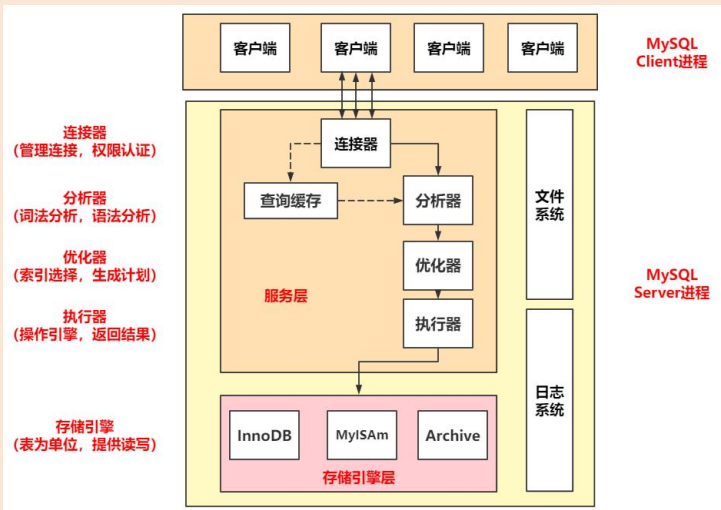 客户端
客户端
客户端
客户端
MySQL
Client进程
连接器
(管理连接，权限认证)
连接器
查询缓存
分析器
分析器
(词法分析，语法分析)
文件
系统
优化器
(索引选择，生成计划)
优化器
服务层
MySQL
Server进程
执行器
(操作引擎，返回结果)
执行器
日志
系统
存储引擎
(表为单位，提供读写)
InnoDB
MyISAm
Archive
存储引擎层